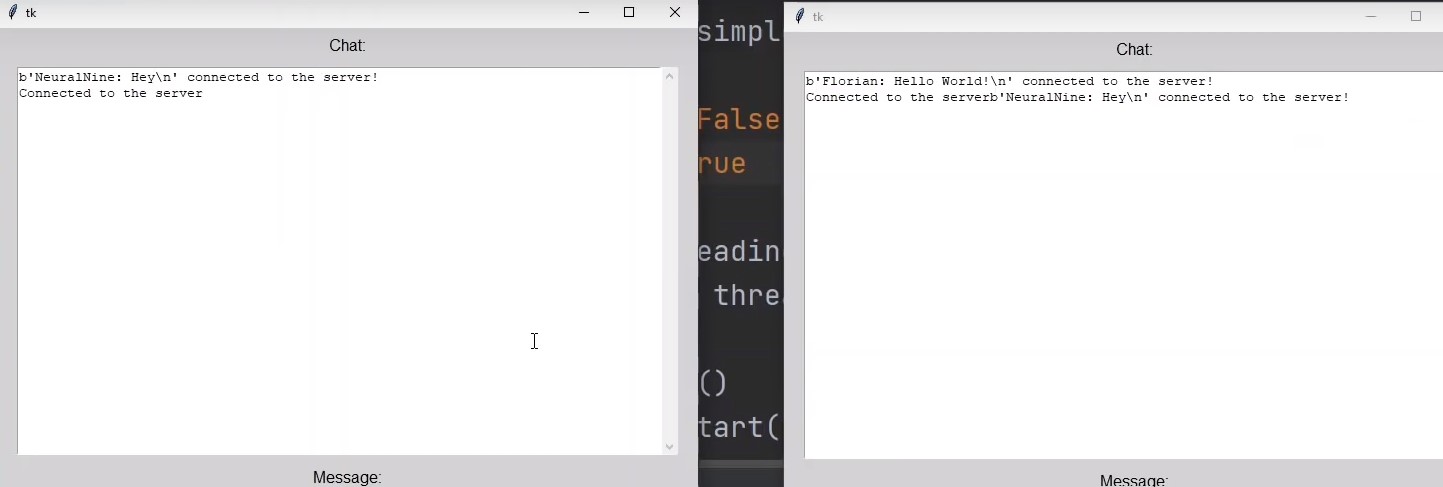 tk
Chat:
b'NeuralNine: Hey\n' connected to the server!
Connected to the server
Message:
simpl
False
rue
eadin
thre
()
tart(
tk
Chat:
b'Florian: Hello World!\n' connected to the server!
Connected to the serverb'NeuralNine: Hey\n' connected to the server!
Message: